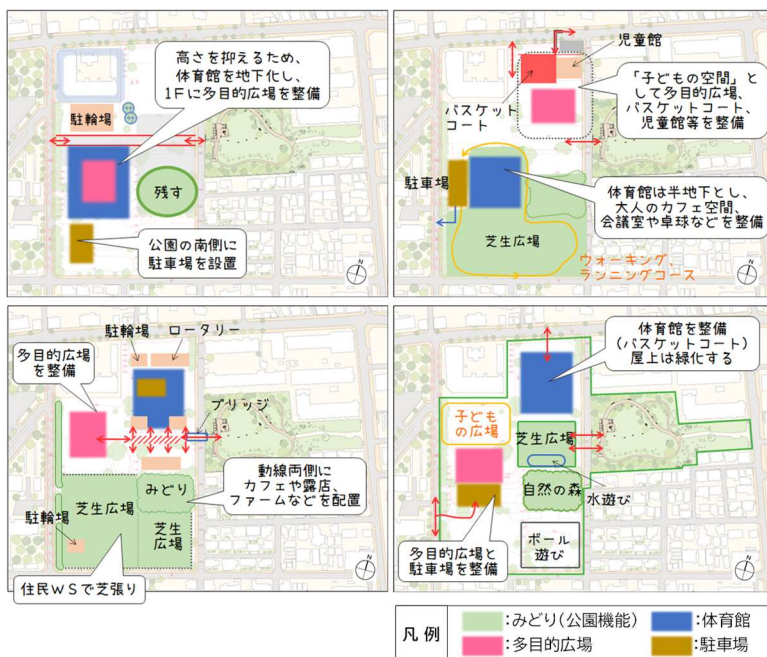 高さを抑えるため、
体育館を地下化し、
1Fに多目的広場を整備
駐輪場
残す
公園の南側に
駐車場を設置
N
児童館
バスケット
コート
「子どもの空間」と
して多目的広場、
バスケットコート、
児童館等を整備
駐車場
体育館は半地下とし、
大人のカフェ空間、
会議室や卓球などを整備
芝生広場
ウォーキング、
ランニングコース
N
駐輪場
ロータリー
多目的広場
を整備
ブリッジ
みどり
動線両側に
カフェや露店、
ファームなどを配置
芝生広場
芝生
広場
駐輪場
住民WSで芝張り
N
体育館を整備
(バスケットコート)
屋上は緑化する
子ども
の広場
芝生広場
自然の森
水遊び
ボール
遊び
多目的広場と
駐車場を整備
N
凡例
:みどり(公園機能)
:体育館
:多目的広場
:駐車場